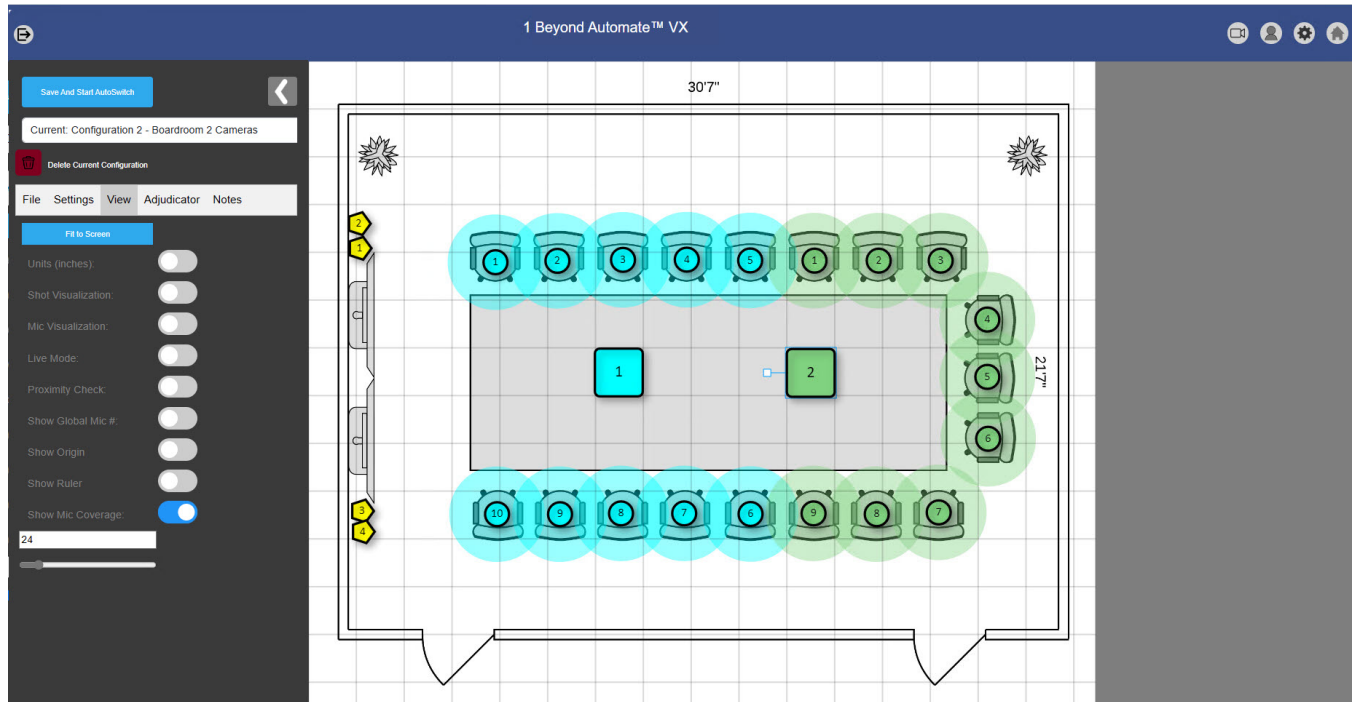 1 Beyond Automate™ VX
Save And Start AutoSwitch
Current: Configuration 2 - Boardroom 2 Cameras
Delete Current Configuration
File Settings View Adjudicator Notes
Fit to Screen
Units (inches):
Shot Visualization:
Mic Visualization:
Live Mode:
Proximity Check:
Show Global Mic #:
Show Origin
Show Ruler
Show Mic Coverage:
24
30'7"
2
1
1 2 3 4 5 1 2 3
4
1 2
5
21'7"
6
3
4
10 9 8 7 6 9 8 7